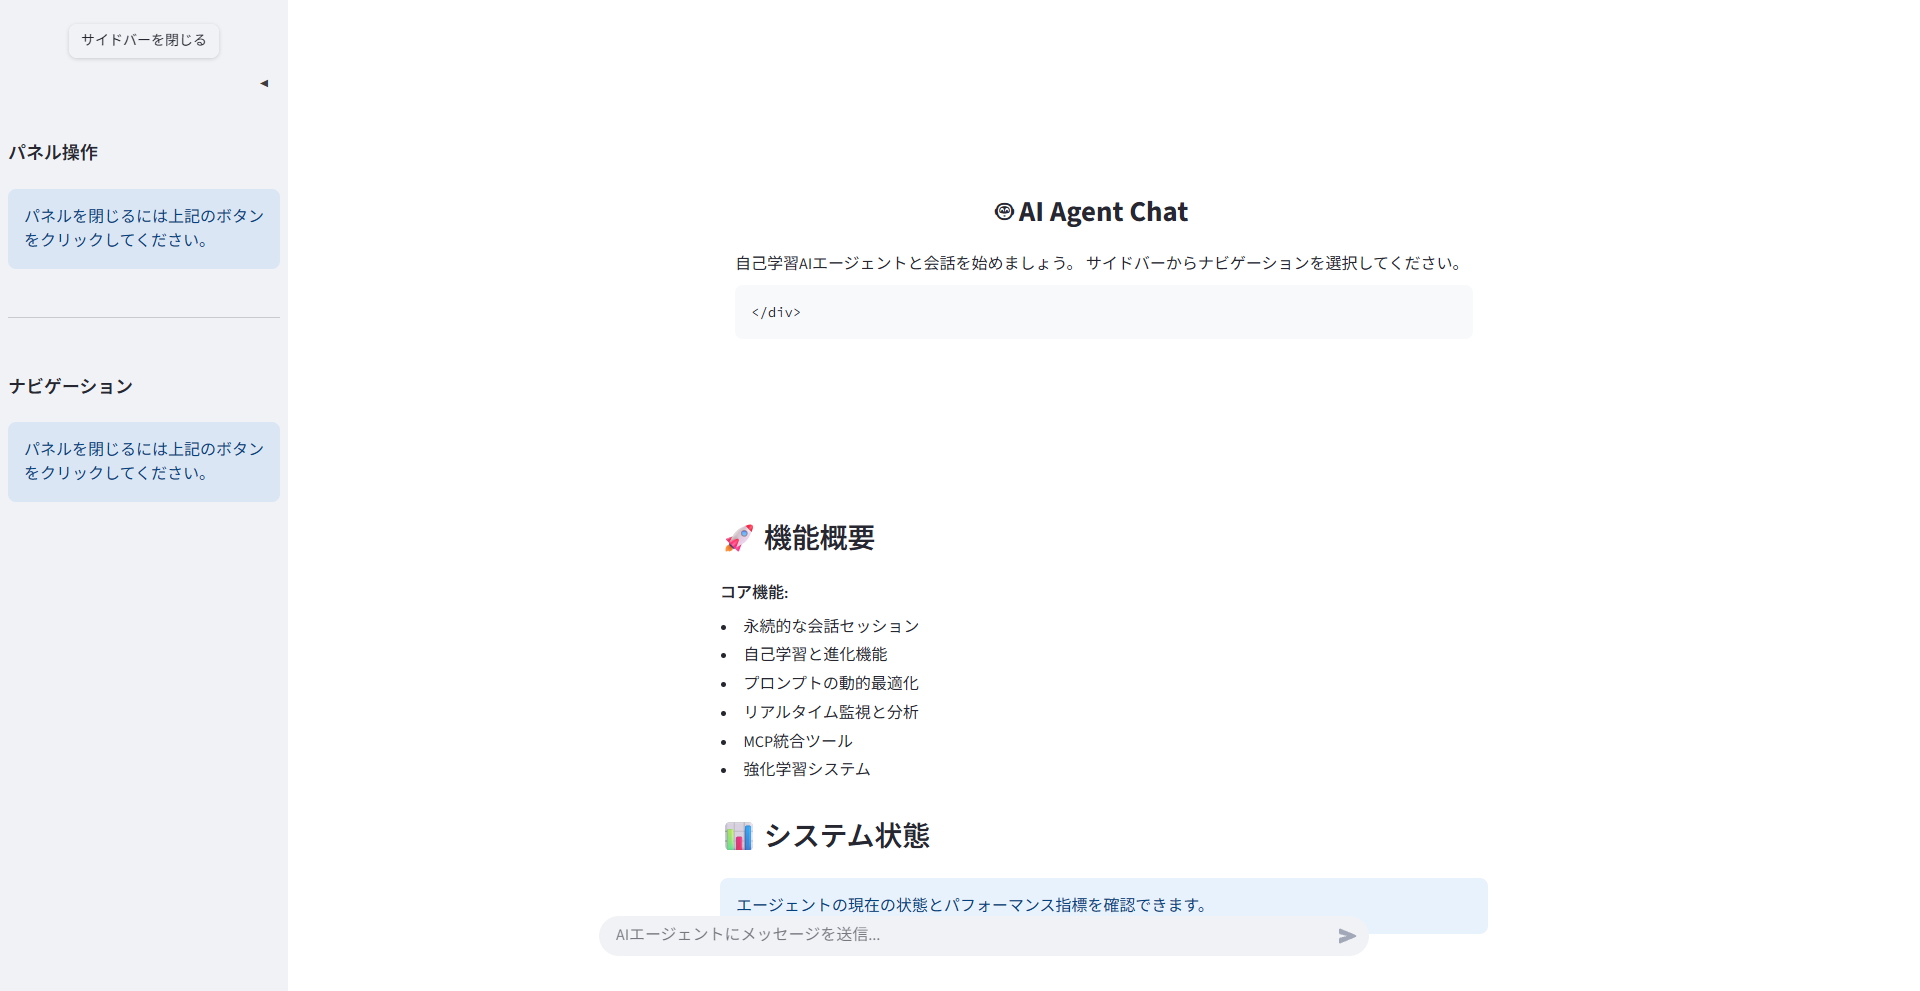 サイドバーを閉じる
パネル操作
パネルを閉じるには上記のボタン
をクリックしてください。
ナビゲーション
パネルを閉じるには上記のボタン
をクリックしてください。
AI Agent Chat
自己学習AIエージェントと会話を始めましょう。 サイドバーからナビゲーションを選択してください。
</div>
機能概要
コア機能:
永続的な会話セッション
自己学習と進化機能
プロンプトの動的最適化
リアルタイム監視と分析
MCP統合ツール
強化学習システム
システム状態
エージェントの現在の状態とパフォーマンス指標を確認できます。
AIエージェントにメッセージを送信...